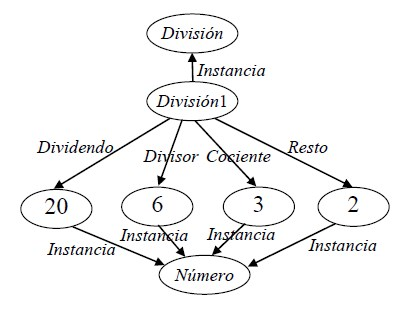 División
Instancia
División1
Dividendo
Divisor Cociente
Resto
20
6
3
2
Instancia
Instancia
Instancia
Instancia
Número